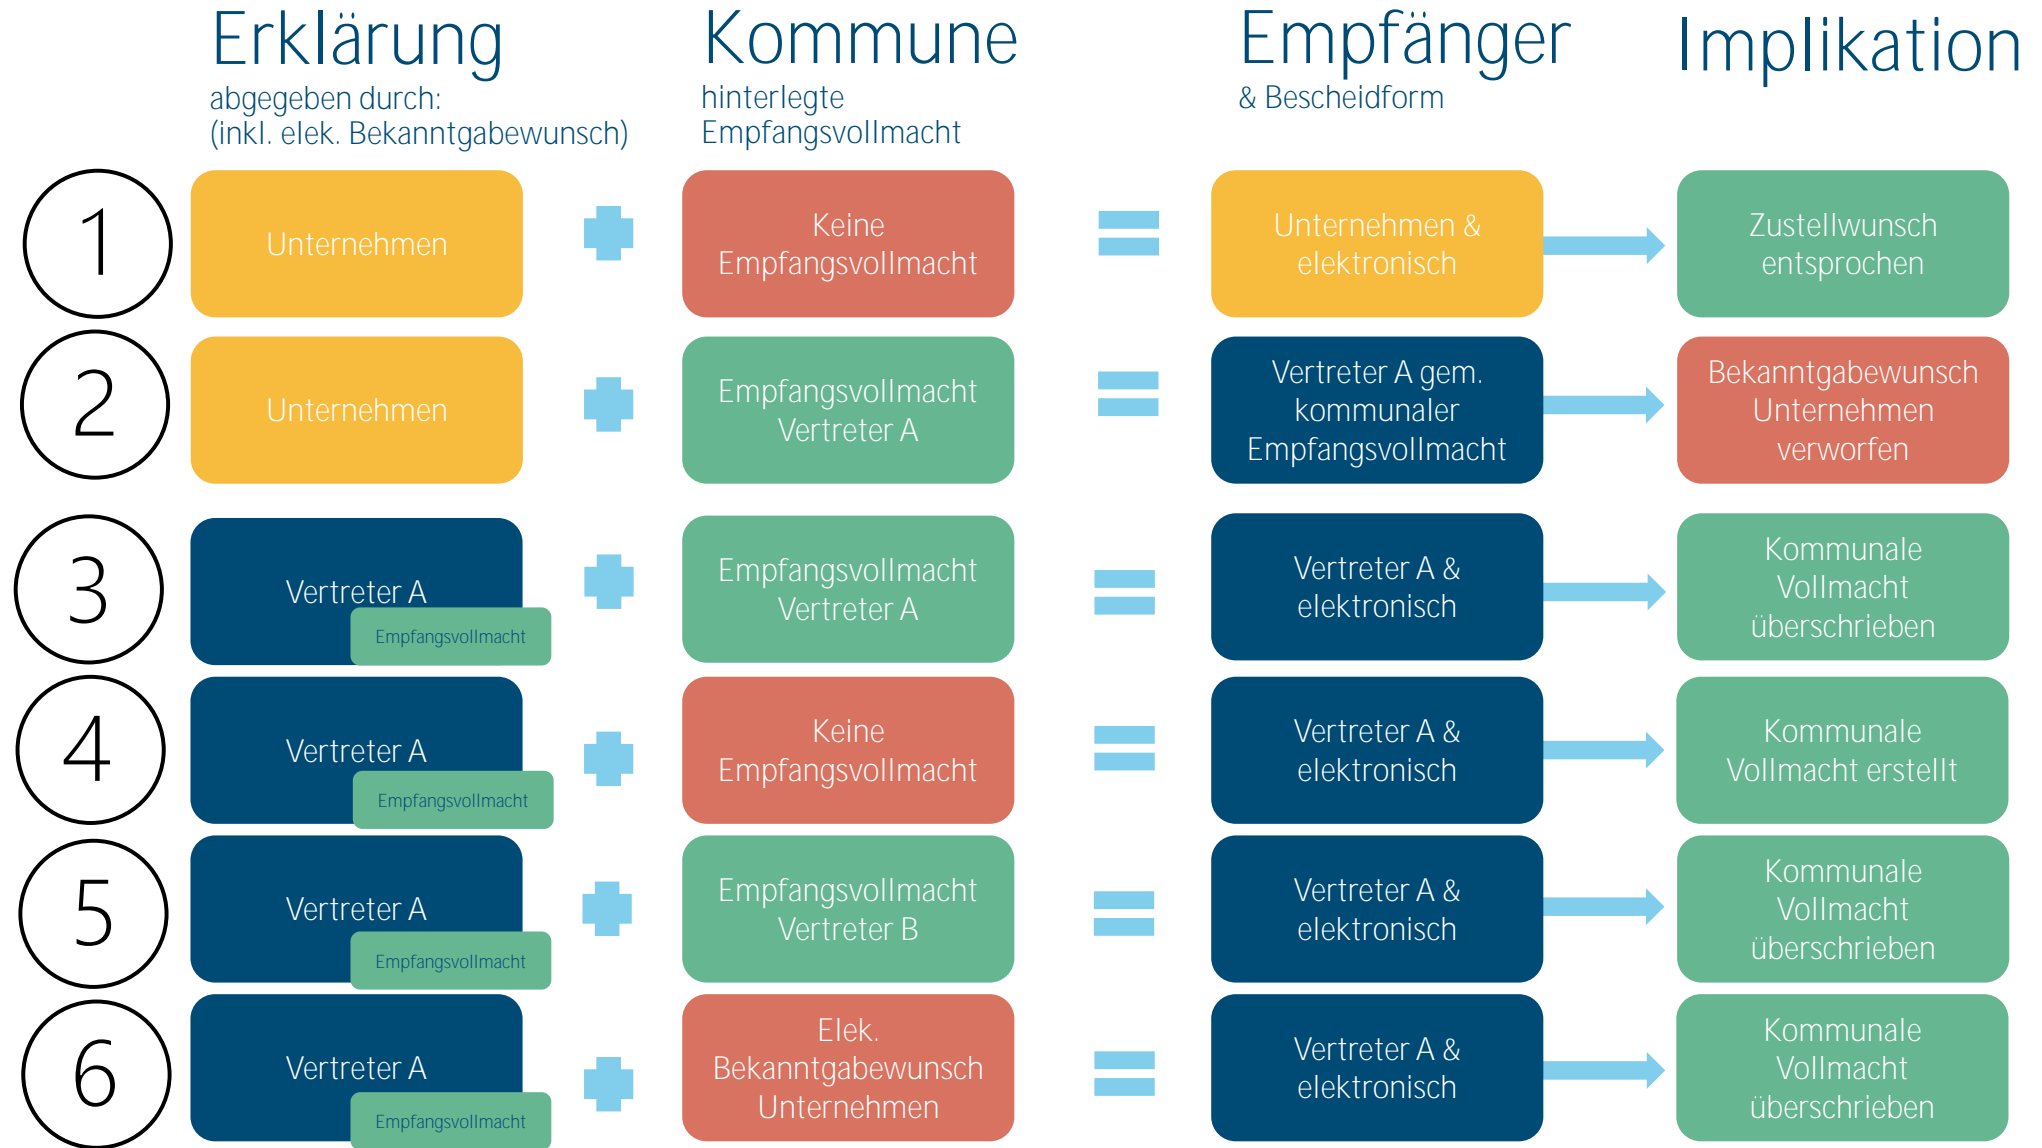 Erklärung
abgegeben durch:
(inkl. elek. Bekanntgabewunsch)
Kommune
hinterlegte
Empfangsvollmacht
Empfänger
& Bescheidform
Implikation
1
Unternehmen
Keine
Empfangsvollmacht
Unternehmen &
elektronisch
Zustellwunsch
entsprochen
2
Unternehmen
Empfangsvollmacht
Vertreter A
Vertreter A gem.
kommunaler
Empfangsvollmacht
Bekanntgabewunsch
Unternehmen
verworfen
3
Vertreter A
Empfangsvollmacht
Empfangsvollmacht
Vertreter A
Vertreter A &
elektronisch
Kommunale
Vollmacht
überschrieben
4
Vertreter A
Empfangsvollmacht
Keine
Empfangsvollmacht
Vertreter A &
elektronisch
Kommunale
Vollmacht erstellt
5
Vertreter A
Empfangsvollmacht
Empfangsvollmacht
Vertreter B
Vertreter A &
elektronisch
Kommunale
Vollmacht
überschrieben
6
Vertreter A
Empfangsvollmacht
Elek.
Bekanntgabewunsch
Unternehmen
Vertreter A &
elektronisch
Kommunale
Vollmacht
überschrieben